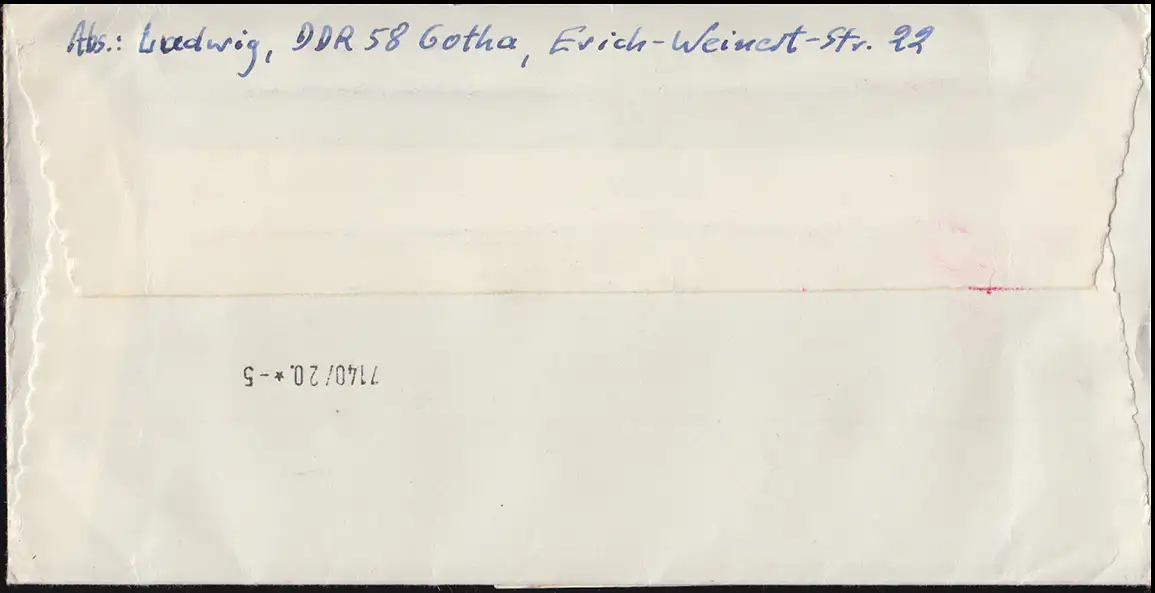 Abs.: Ludwig, DDR 58 Gotha, Erich-Weinert-Str. 22
7140/20.*-5